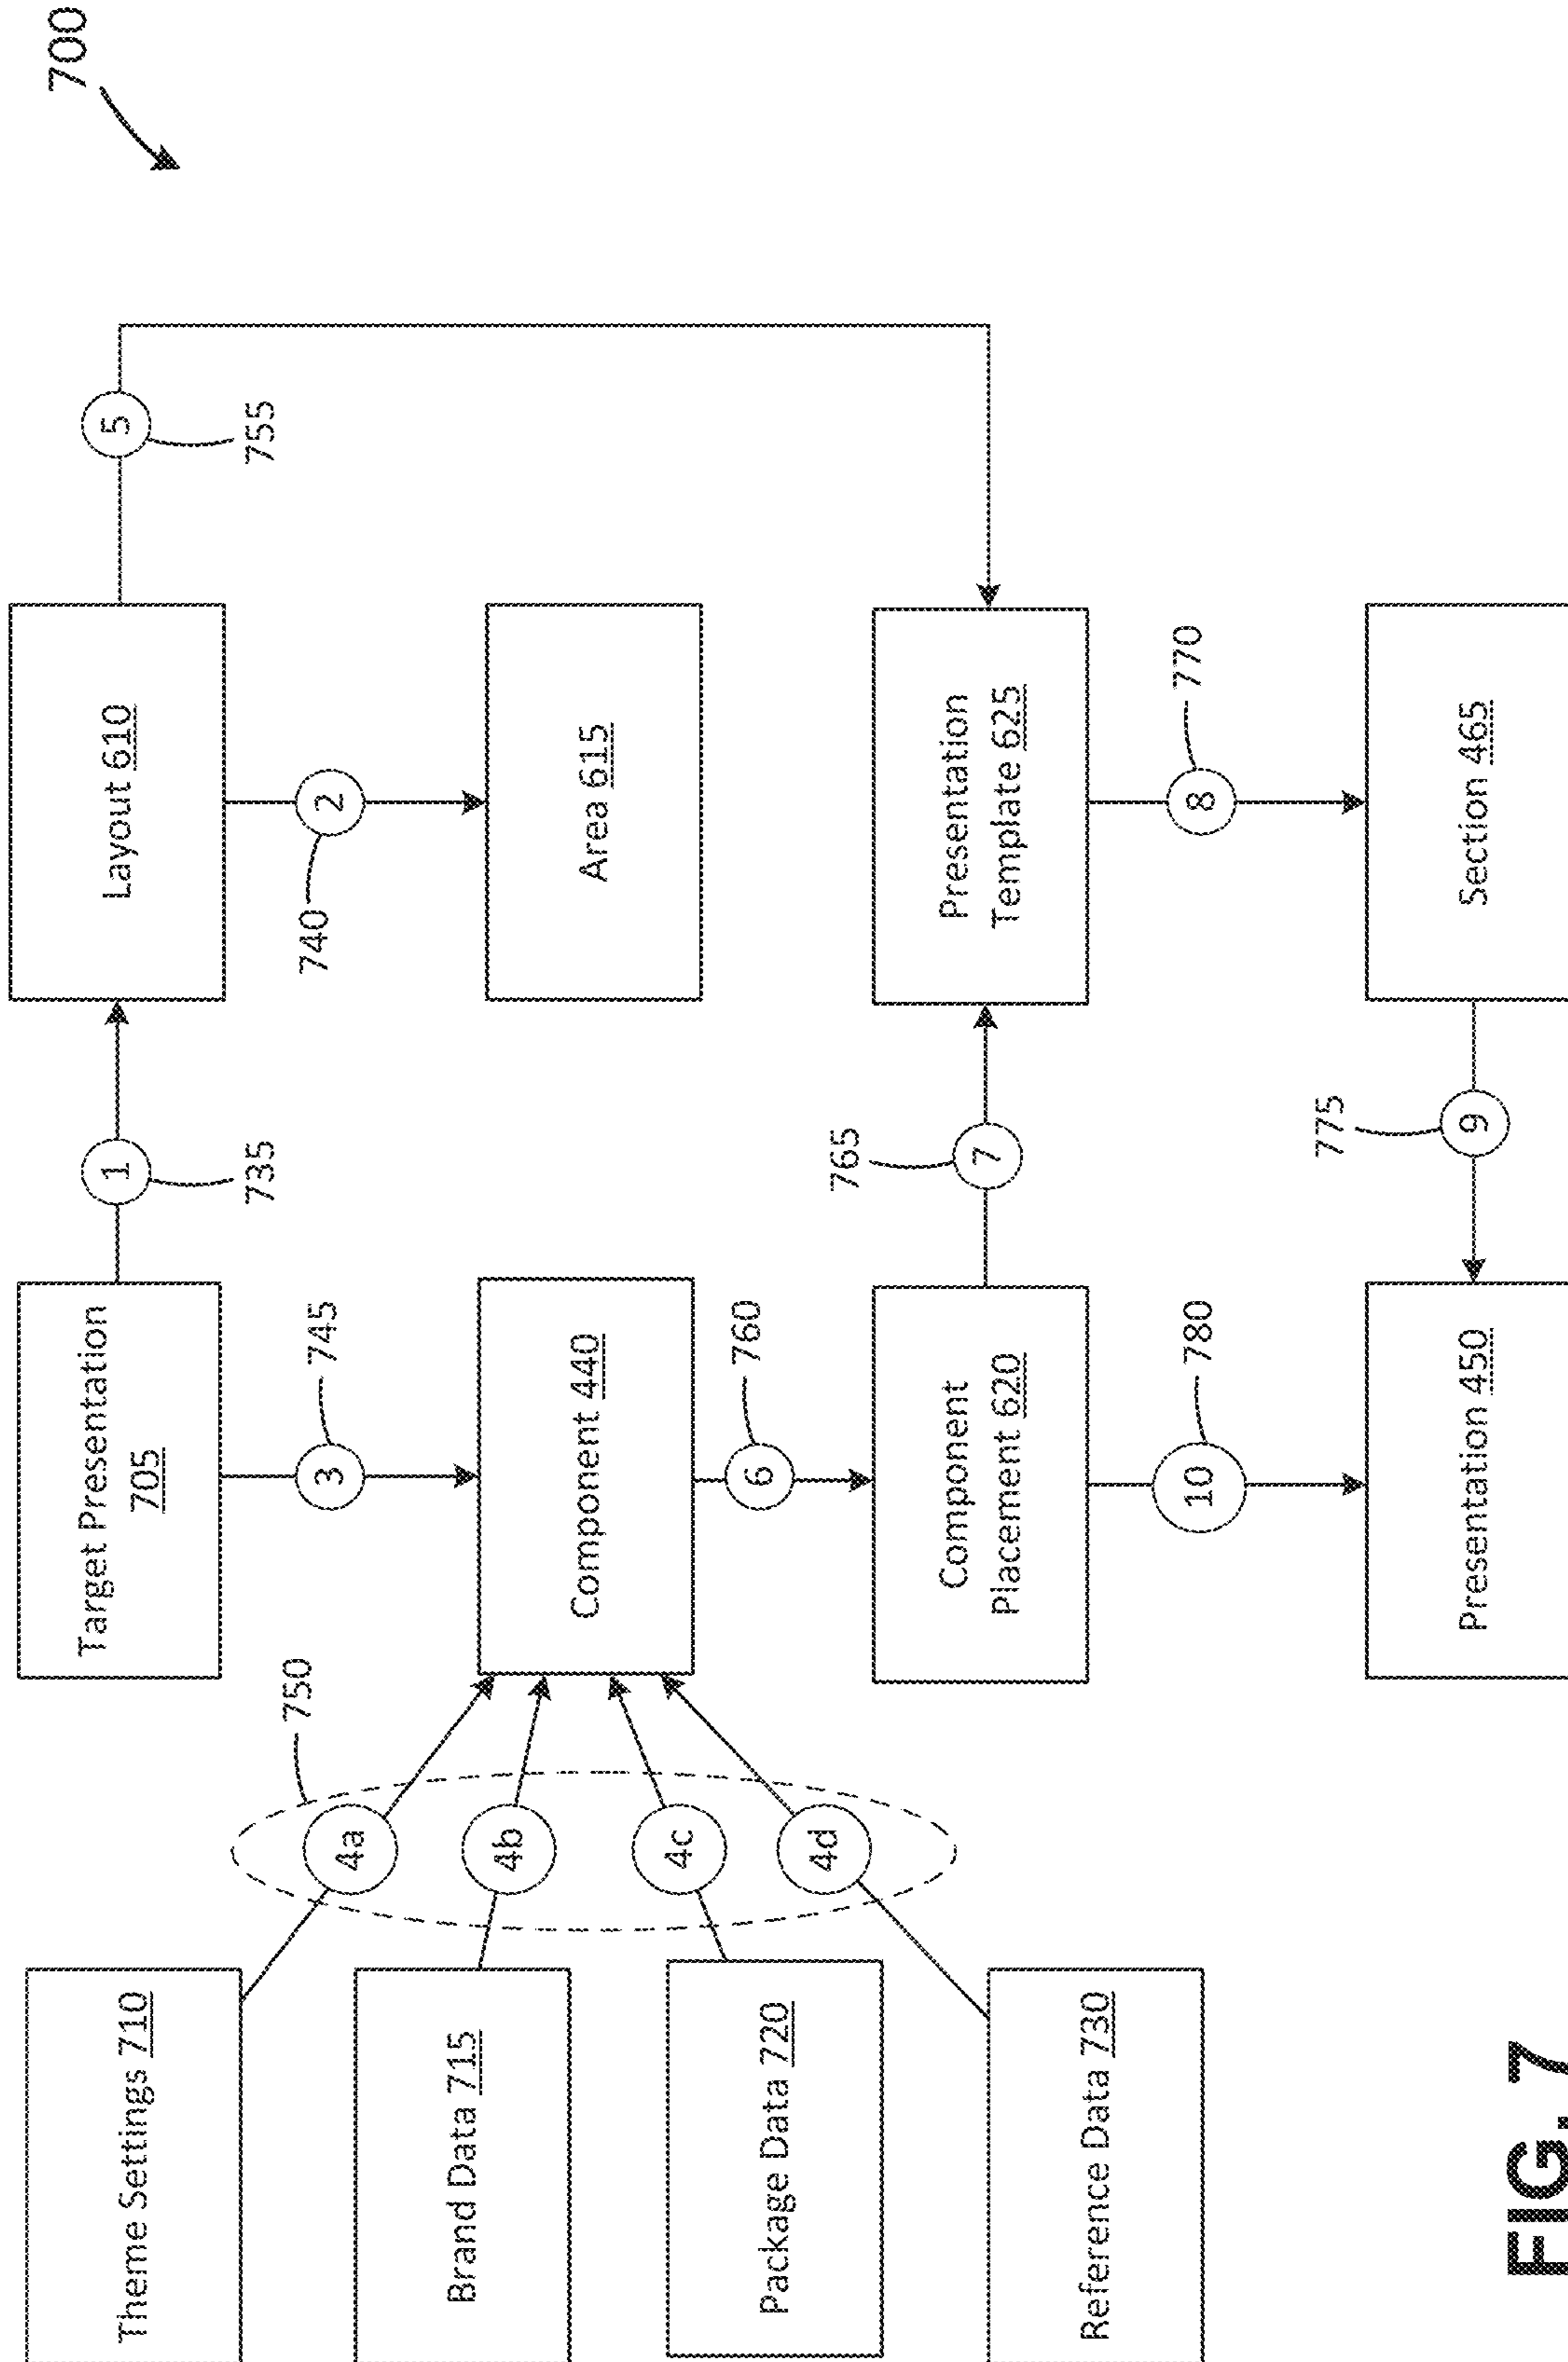 700
Theme Settings 710
Target Presentation
705
1
735
Layout 610
5
755
4a
750
3
745
2
740
Brand Data 715
4b
Component 440
Area 615
Package Data 720
4c
6
760
4d
Reference Data 730
Component
Placement 620
765
7
Presentation
Template 625
10
780
8
770
Presentation 450
775
9
Section 465
FIG. 7